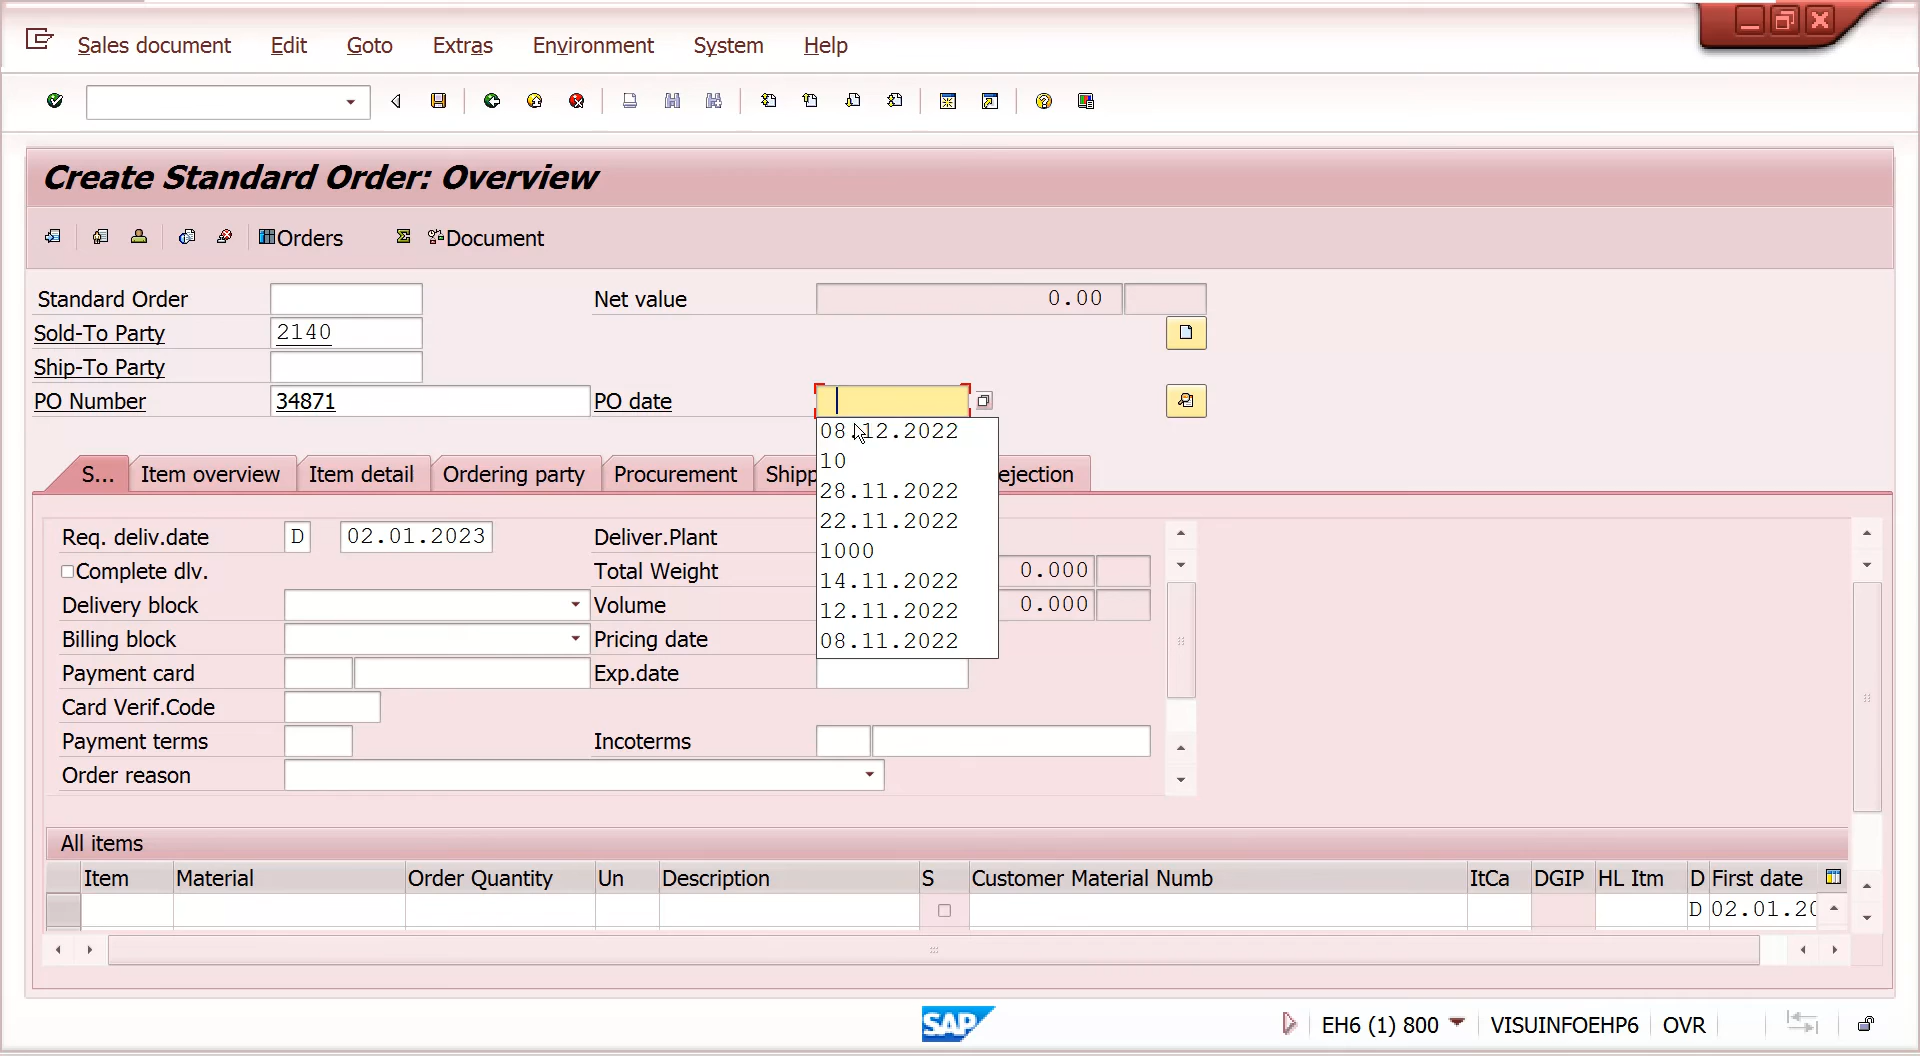 Sales document Edit Goto Extras Environment System Help
Create Standard Order: Overview
Orders Document
Standard Order Net value 0.00
Sold-To Party 2140
Ship-To Party
PO Number 34871 PO date
08.12.2022
10
28.11.2022
22.11.2022
1000
14.11.2022
12.11.2022
08.11.2022
S... Item overview Item detail Ordering party Procurement Shipp ejection
Req. deliv.date D 02.01.2023 Deliver.Plant
Complete dlv. Total Weight 0.000
Delivery block Volume 0.000
Billing block Pricing date
Payment card Exp.date
Card Verif.Code
Payment terms Incoterms
Order reason
All items
Item Material Order Quantity Un Description S Customer Material Numb ItCa DGIP HL Itm D First date
D 02.01.20
SAP EH6 (1) 800 VISUINFOEHP6 OVR